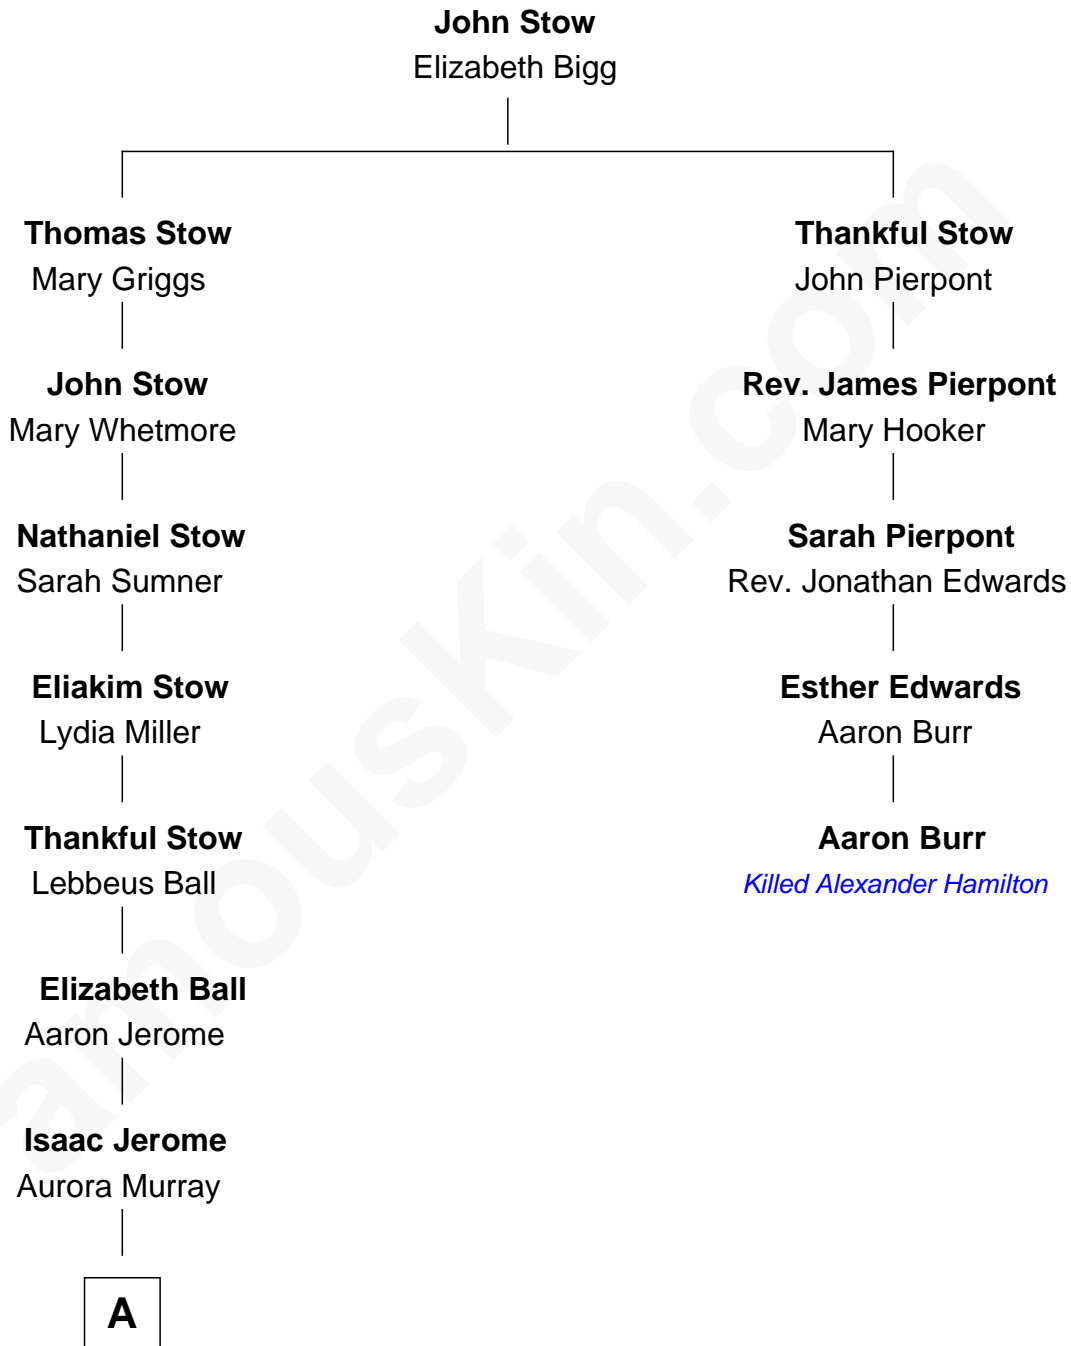 John Stow
Elizabeth Bigg
Thomas Stow
Mary Griggs
Thankful Stow
John Pierpont
John Stow
Mary Whetmore
Rev. James Pierpont
Mary Hooker
Nathaniel Stow
Sarah Sumner
Sarah Pierpont
Rev. Jonathan Edwards
Eliakim Stow
Lydia Miller
Esther Edwards
Aaron Burr
Thankful Stow
Lebbeus Ball
Aaron Burr
Killed Alexander Hamilton
Elizabeth Ball
Aaron Jerome
Isaac Jerome
Aurora Murray
A
amousKin.com